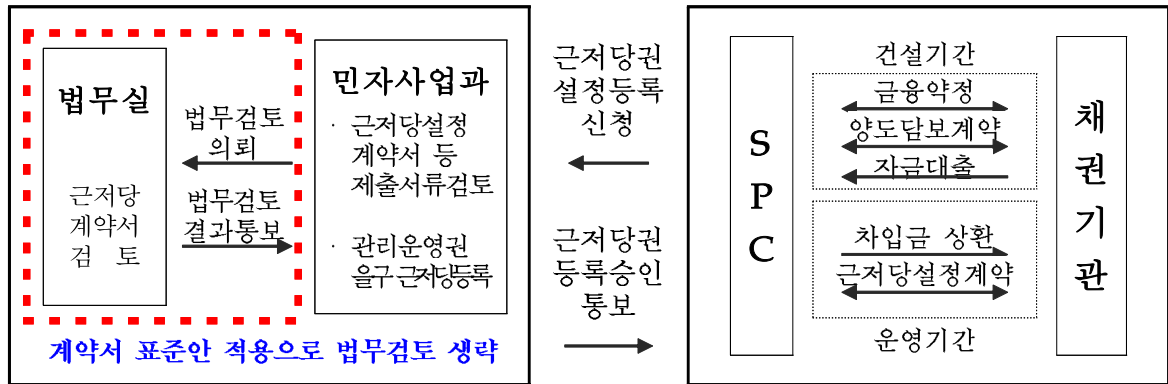 법무실
근저당
계약서
검 토
법무검토
의뢰
법무검토
결과통보
민자사업과
· 근저당설정
계약서 등
제출서류검토
· 관리운영권
을구 근저당등록
계약서 표준안 적용으로 법무검토 생략
근저당권
설정등록
신청
근저당권
등록승인
통보
SPC
건설기간
금융약정
양도담보계약
자금대출
차입금 상환
근저당설정계약
운영기간
채권기관